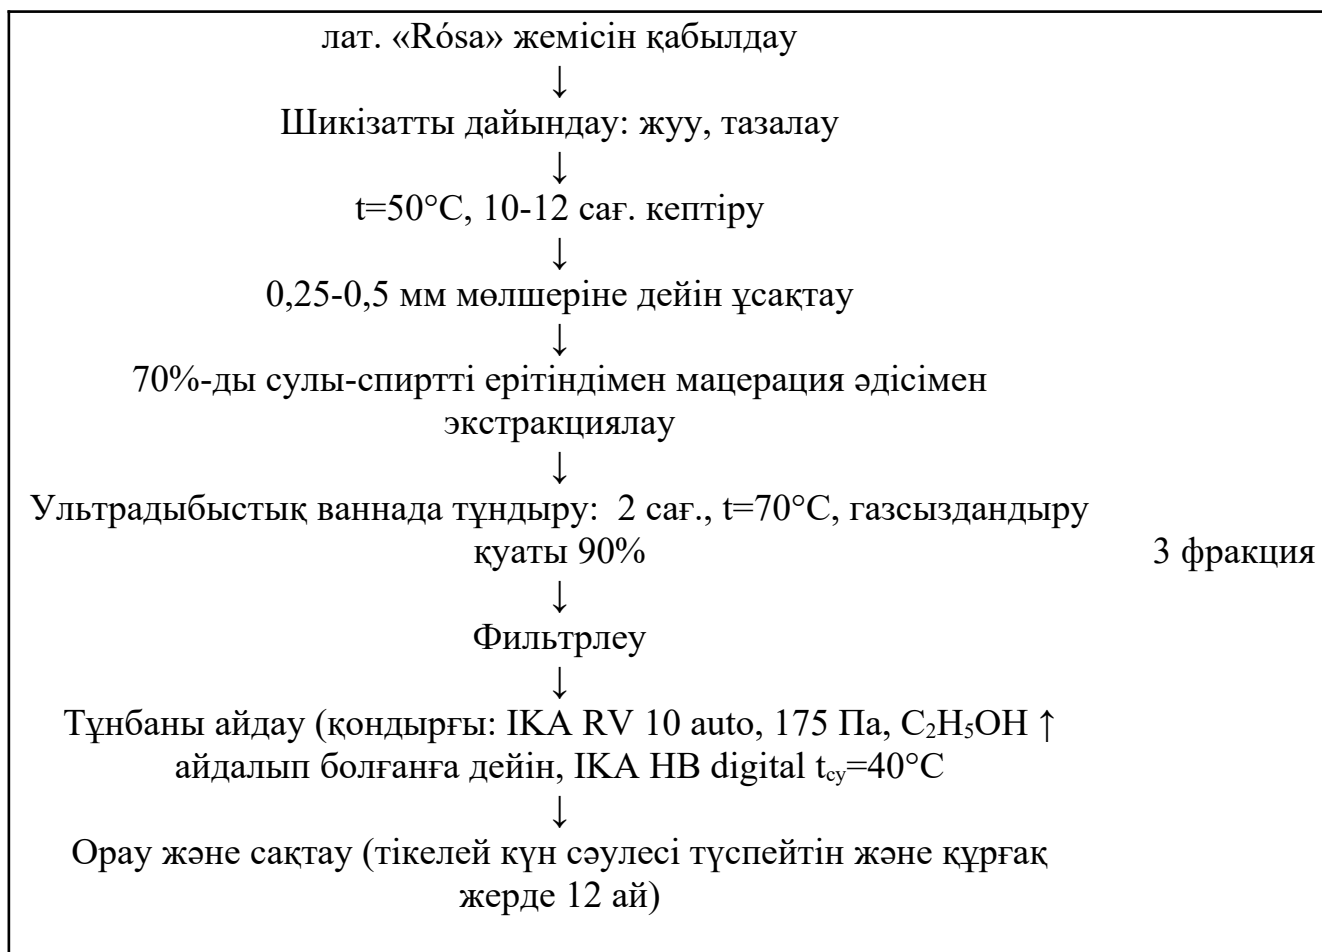 лат. «Rósa» жемісін қабылдау
↓
Шикізатты дайындау: жуу, тазалау
↓
t=50°C, 10-12 сағ. кептіру
↓
0,25-0,5 мм мөлшеріне дейін ұсақтау
↓
70%-ды сулы-спиртті ерітіндімен мацерация әдісімен
экстракциялау
↓
Ультрадыбыстық ваннада тұндыру:  2 сағ., t=70°C, газсыздандыру
қуаты 90%
3 фракция
↓
Фильтрлеу
↓
Тұнбаны айдау (қондырғы: IKA RV 10 auto, 175 Па, C₂H₅OH ↑
айдалып болғанға дейін, IKA HB digital tсу=40°C
↓
Орау және сақтау (тікелей күн сәулесі түспейтін және құрғақ
жерде 12 ай)